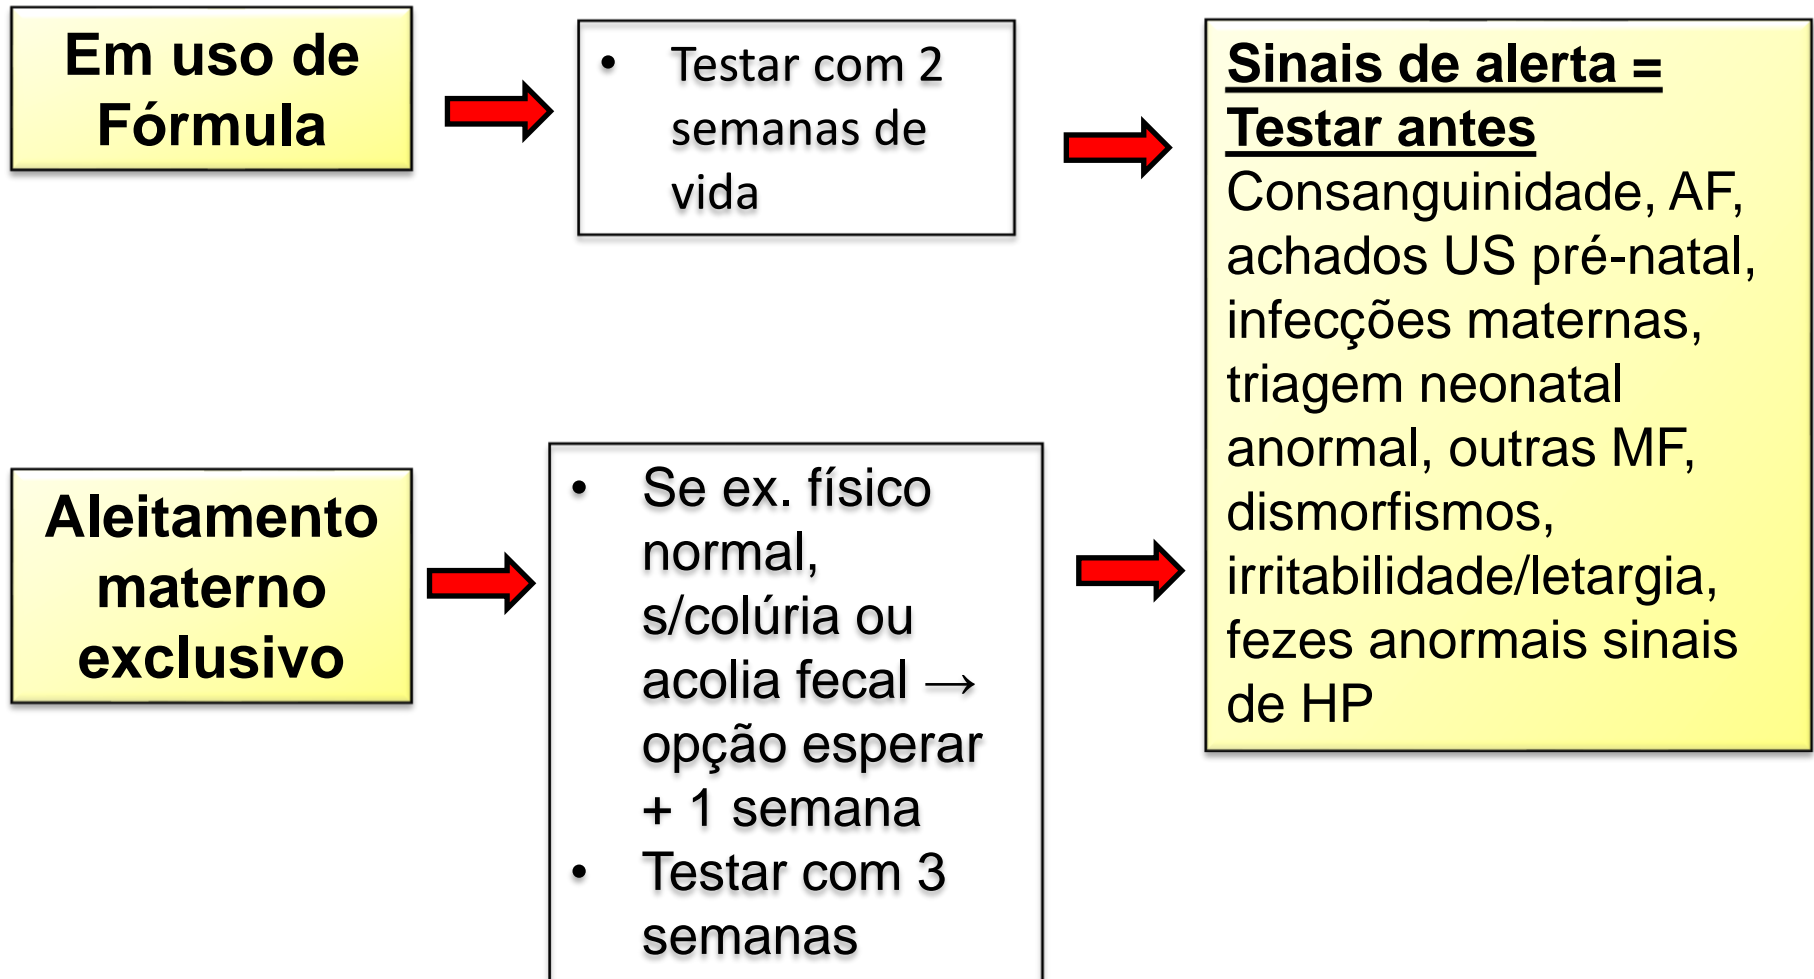 Em uso de
Fórmula
• Testar com 2
semanas de
vida
Aleitamento
materno
exclusivo
• Se ex. físico
normal,
s/colúria ou
acolia fecal →
opção esperar
+ 1 semana
• Testar com 3
semanas
Sinais de alerta =
Testar antes
Consanguinidade, AF,
achados US pré-natal,
infecções maternas,
triagem neonatal
anormal, outras MF,
dismorfismos,
irritabilidade/letargia,
fezes anormais sinais
de HP